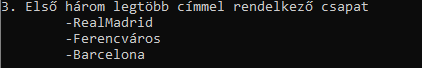 3. Első három legtöbb címmel rendelkező csapat
-RealMadrid
-Ferencváros
-Barcelona